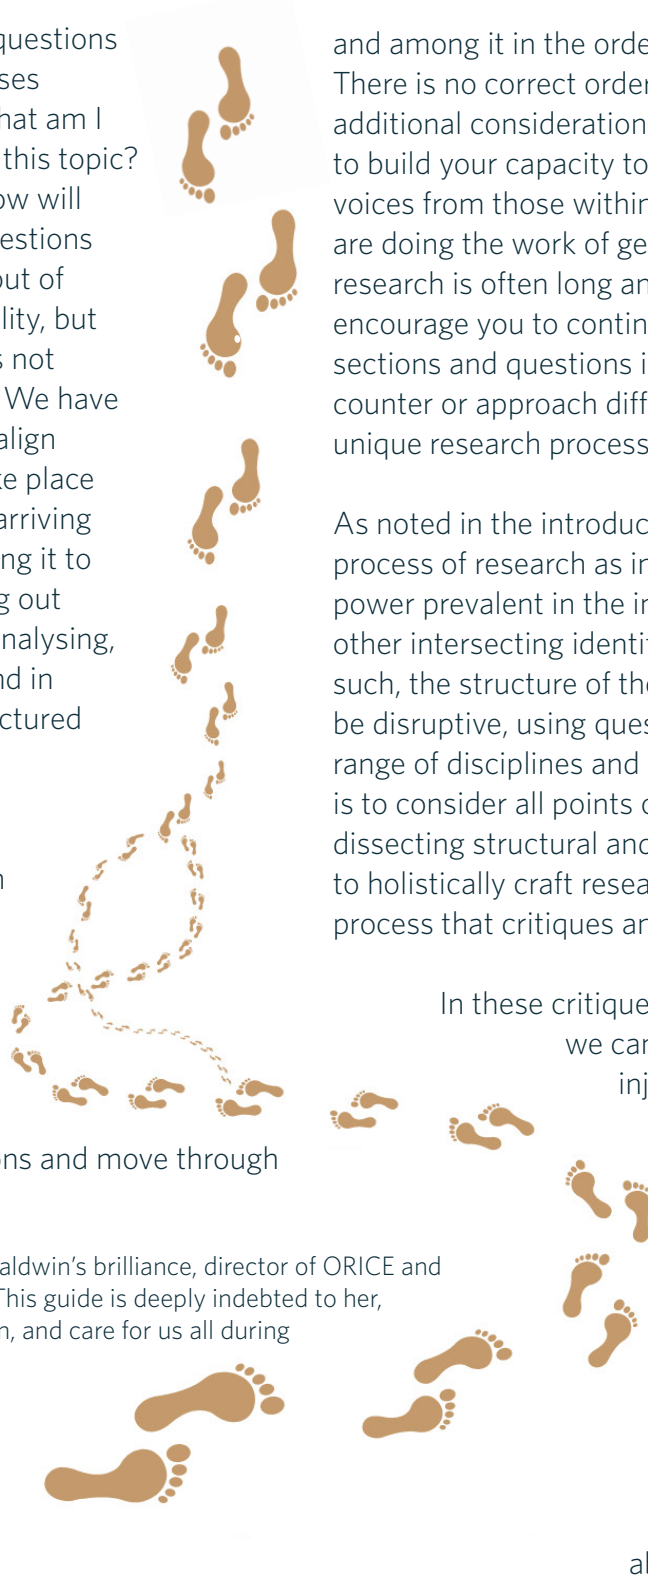 questions
ses
hat am I
this topic?
ow will
estions
out of
lity, but
s not
We have
align
ke place
arriving
ng it to
g out
nalysing,
nd in
ctured
n
ons and move through
aldwin’s brilliance, director of ORICE and
This guide is deeply indebted to her,
n, and care for us all during
and among it in the orde
There is no correct order
additional consideration
to build your capacity to
voices from those within
are doing the work of ge
research is often long an
encourage you to contin
sections and questions i
counter or approach diff
unique research process
As noted in the introduc
process of research as in
power prevalent in the in
other intersecting identit
such, the structure of the
be disruptive, using ques
range of disciplines and
is to consider all points o
dissecting structural and
to holistically craft resea
process that critiques an
In these critique
we can
inj
al